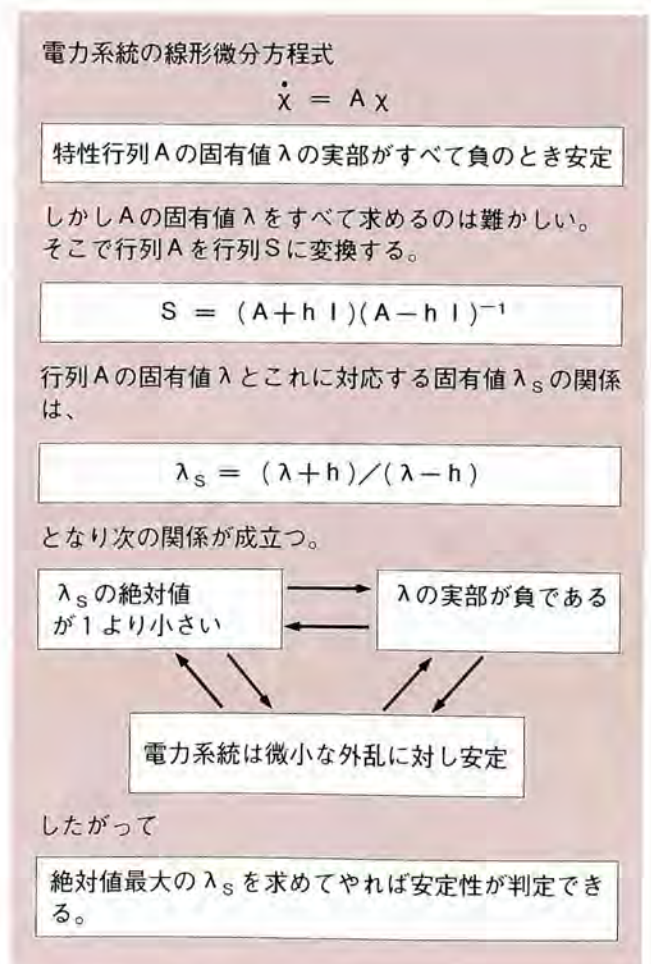 電力系統の線形微分方程式
χ̇ = Aχ
特性行列Aの固有値λの実部がすべて負のとき安定
しかしAの固有値λをすべて求めるのは難かしい。
そこで行列Aを行列Sに変換する。
S = (A+hI)(A−hI)⁻¹
行列Aの固有値λとこれに対応する固有値λSの関係
は、
λS = (λ+h)/(λ−h)
となり次の関係が成立つ。
λSの絶対値
が1より小さい
λの実部が負である
電力系統は微小な外乱に対し安定
したがって
絶対値最大のλSを求めてやれば安定性が判定でき
る。